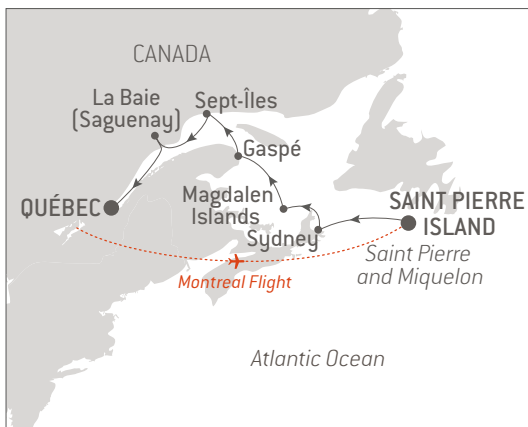 CANADA
La Baie
(Saguenay)
Sept-Îles
Gaspé
QUÉBEC
Magdalen
Islands
Sydney
SAINT PIERRE
ISLAND
Saint Pierre
and Miquelon
Montreal Flight
Atlantic Ocean